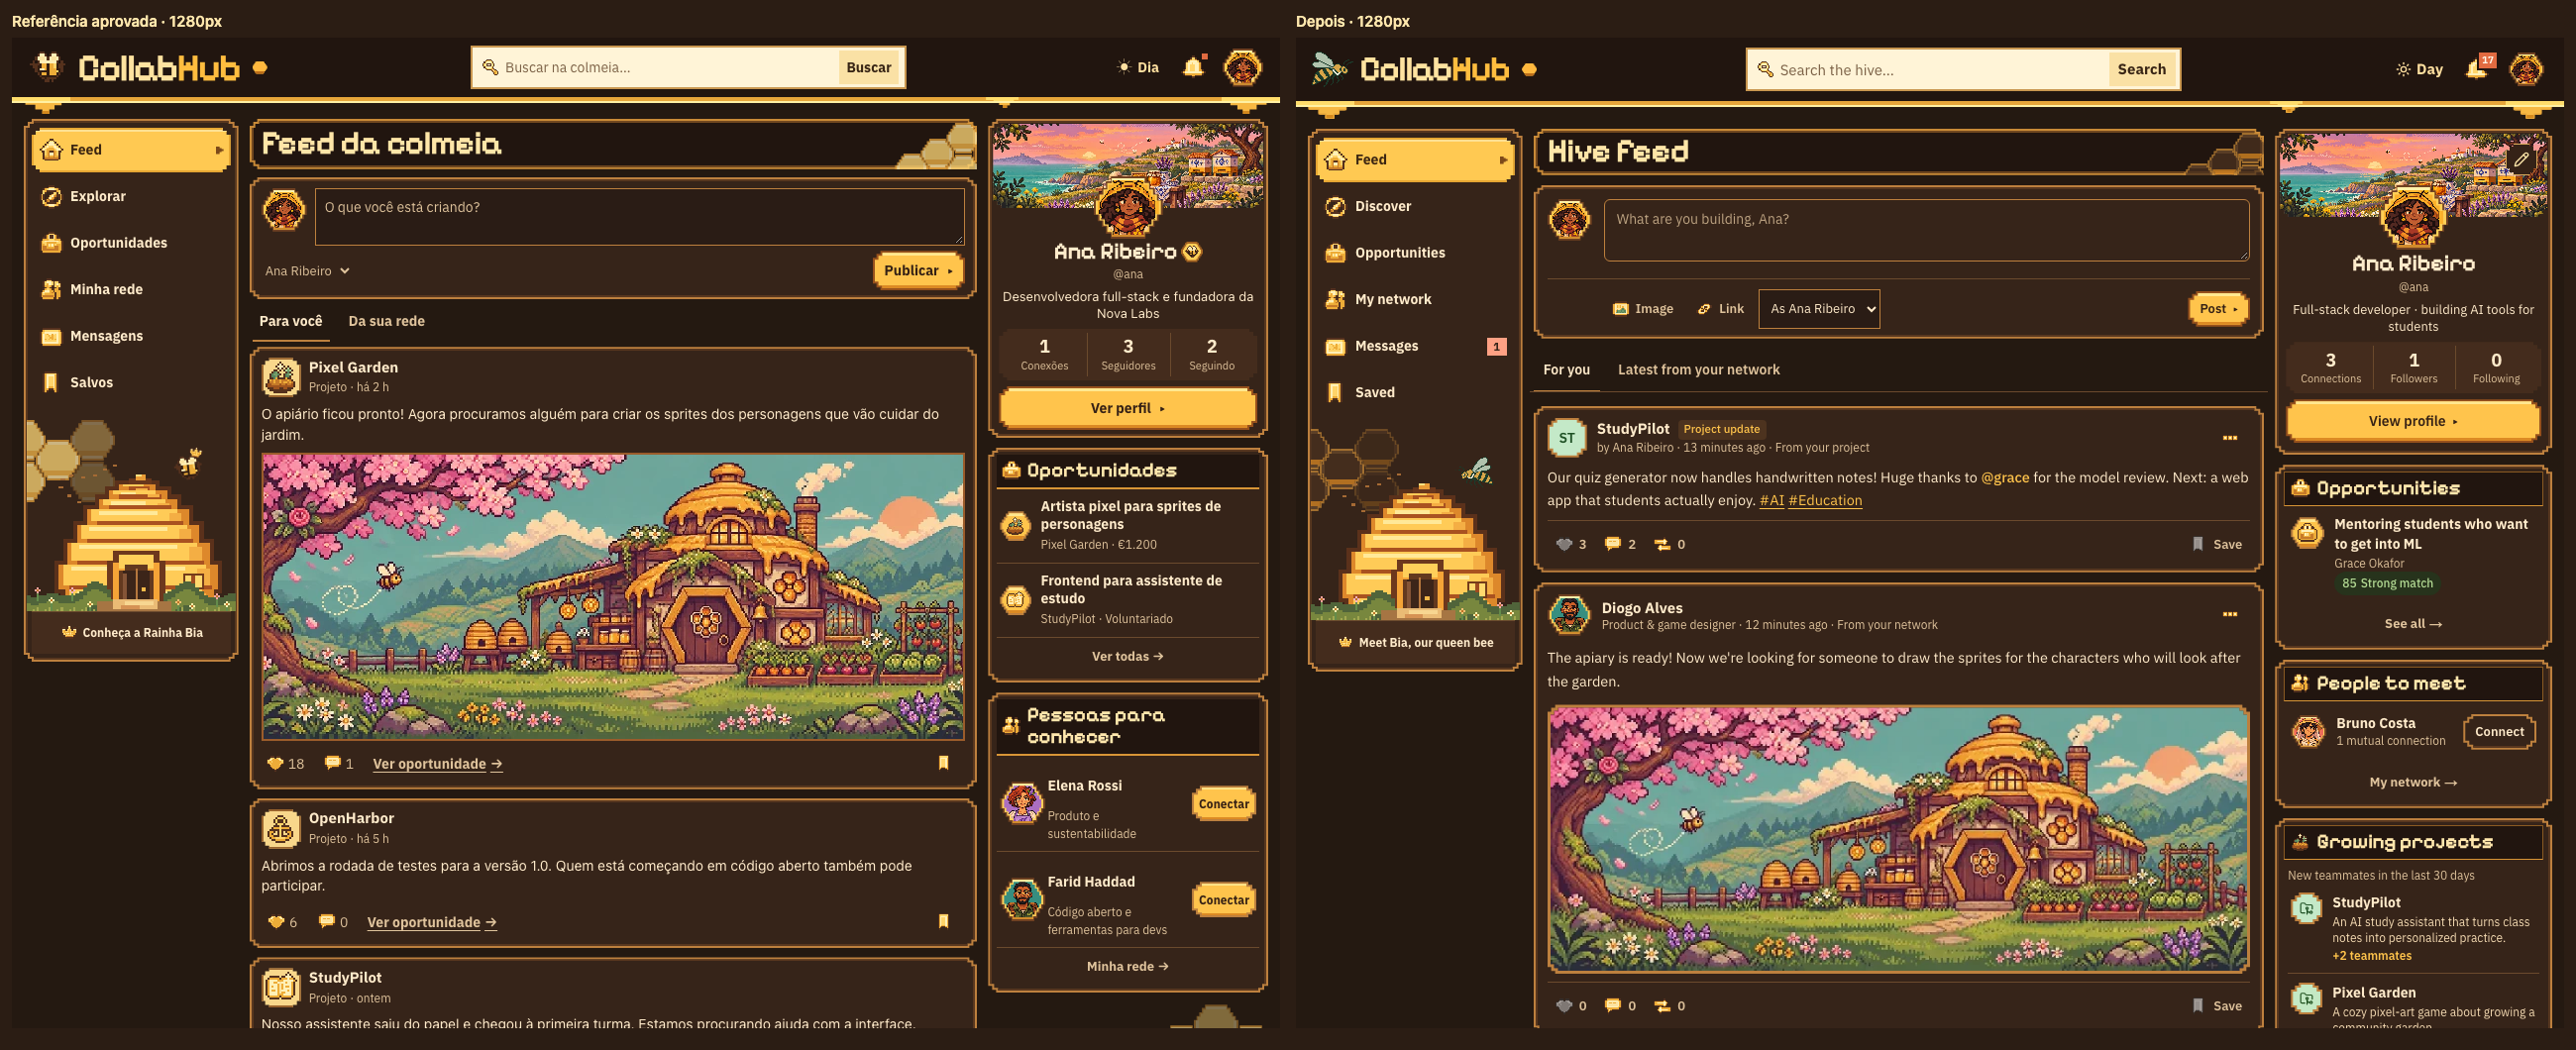 Referência aprovada · 1280px
CollabHub
Buscar na colmeia...
Buscar
Dia
Feed
Explorar
Oportunidades
Minha rede
Mensagens
Salvos
Conheça a Rainha Bia
Feed da colmeia
O que você está criando?
Ana Ribeiro
Publicar
Para você
Da sua rede
Pixel Garden
Projeto · há 2 h
O apiário ficou pronto! Agora procuramos alguém para criar os sprites dos personagens que vão cuidar do
jardim.
18
1
Ver oportunidade →
OpenHarbor
Projeto · há 5 h
Abrimos a rodada de testes para a versão 1.0. Quem está começando em código aberto também pode
participar.
6
0
Ver oportunidade →
StudyPilot
Projeto · ontem
Nosso assistente saiu do papel e chegou à primeira turma. Estamos procurando ajuda com a interface.
Ana Ribeiro
@ana
Desenvolvedora full-stack e fundadora da
Nova Labs
1
Conexões
3
Seguidores
2
Seguindo
Ver perfil
Oportunidades
Artista pixel para sprites de
personagens
Pixel Garden · €1.200
Frontend para assistente de
estudo
StudyPilot · Voluntariado
Ver todas →
Pessoas para
conhecer
Elena Rossi
Produto e
sustentabilidade
Conectar
Farid Haddad
Código aberto e
ferramentas para devs
Conectar
Minha rede →
Depois · 1280px
CollabHub
Search the hive...
Search
Day
17
Feed
Discover
Opportunities
My network
Messages
1
Saved
Meet Bia, our queen bee
Hive feed
What are you building, Ana?
Image
Link
As Ana Ribeiro
Post
For you
Latest from your network
ST
StudyPilot
Project update
by Ana Ribeiro · 13 minutes ago · From your project
Our quiz generator now handles handwritten notes! Huge thanks to @grace for the model review. Next: a web
app that students actually enjoy. #AI #Education
3
2
0
Save
Diogo Alves
Product & game designer · 12 minutes ago · From your network
The apiary is ready! Now we're looking for someone to draw the sprites for the characters who will look after
the garden.
0
0
0
Save
Ana Ribeiro
@ana
Full-stack developer · building AI tools for
students
3
Connections
1
Followers
0
Following
View profile
Opportunities
Mentoring students who want
to get into ML
Grace Okafor
85 Strong match
See all →
People to meet
Bruno Costa
1 mutual connection
Connect
My network →
Growing projects
New teammates in the last 30 days
StudyPilot
An AI study assistant that turns class
notes into personalized practice.
+2 teammates
Pixel Garden
A cozy pixel-art game about growing a
community garden.